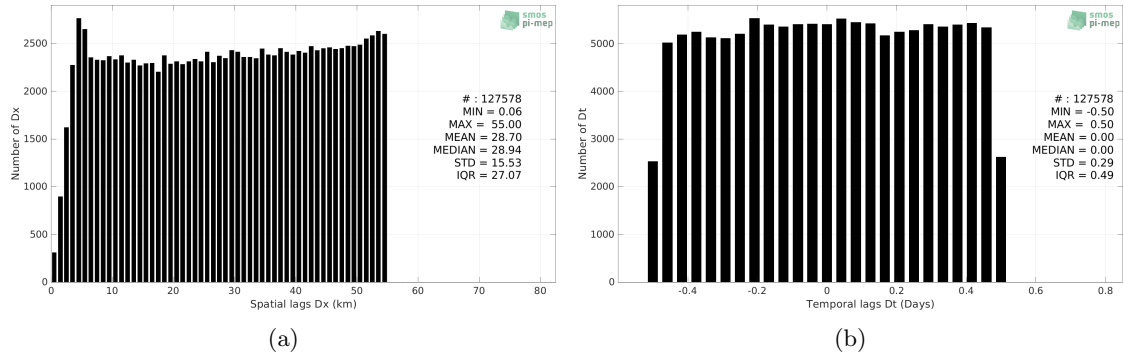 smos
pi-mep
2500
2000
1500
1000
500
0
Number of Dx
# : 127578
MIN = 0.06
MAX = 55.00
MEAN = 28.70
MEDIAN = 28.94
STD = 15.53
IQR = 27.07
0 10 20 30 40 50 60 70 80
Spatial lags Dx (km)
(a)
smos
pi-mep
5000
4000
3000
2000
1000
0
Number of Dt
# : 127578
MIN = -0.50
MAX = 0.50
MEAN = 0.00
MEDIAN = 0.00
STD = 0.29
IQR = 0.49
-0.4 -0.2 0 0.2 0.4 0.6 0.8
Temporal lags Dt (Days)
(b)